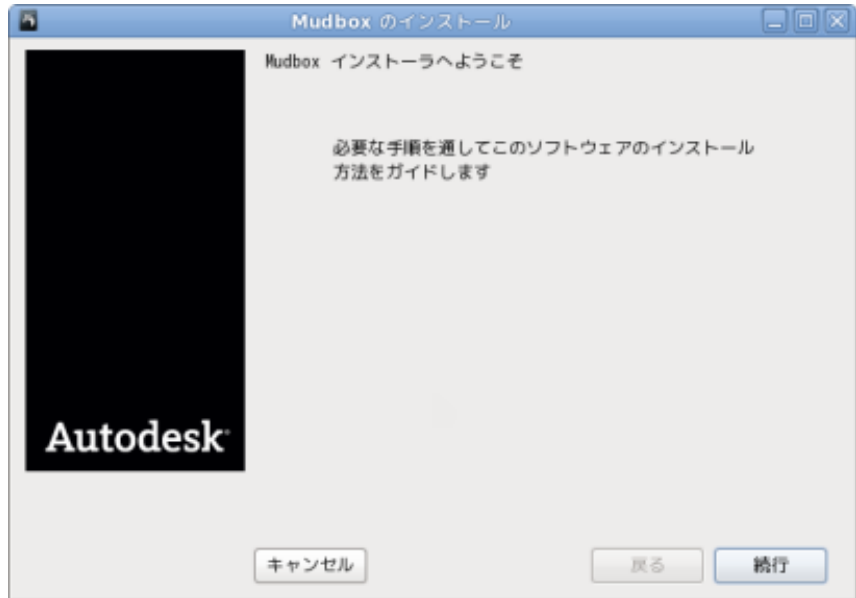 Mudbox のインストール
Mudbox インストーラへようこそ
必要な手順を通してこのソフトウェアのインストール
方法をガイドします
Autodesk
キャンセル
戻る
続行